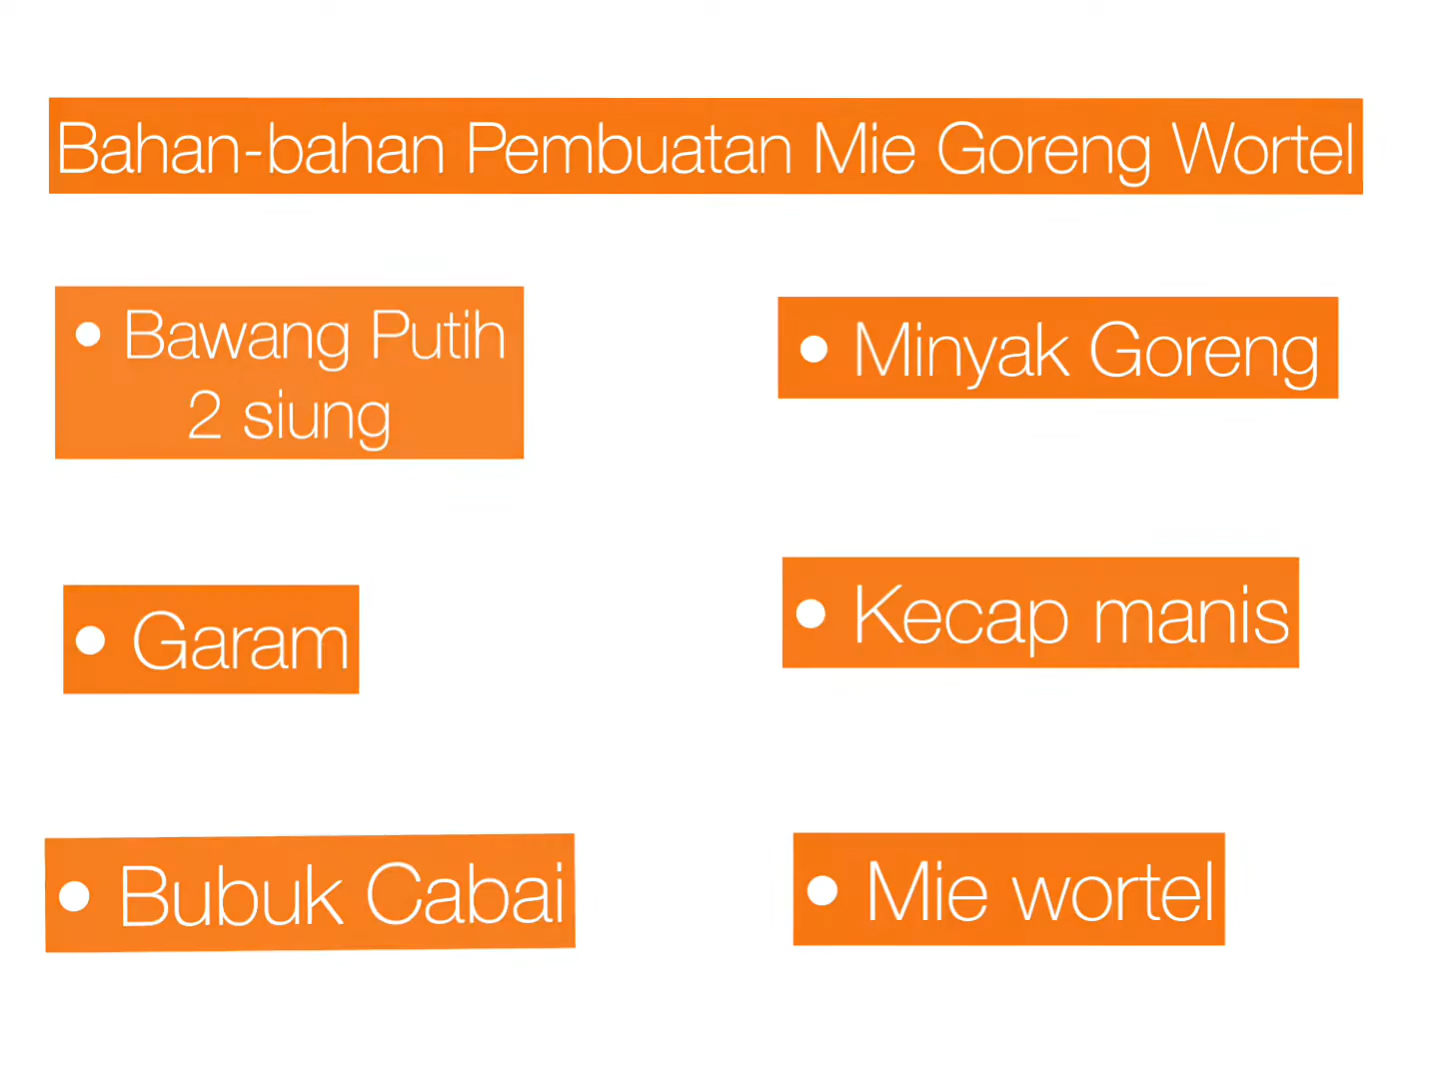 Bahan-bahan Pembuatan Mie Goreng Wortel
• Bawang Putih
2 siung
• Garam
• Bubuk Cabai
• Minyak Goreng
• Kecap manis
• Mie wortel